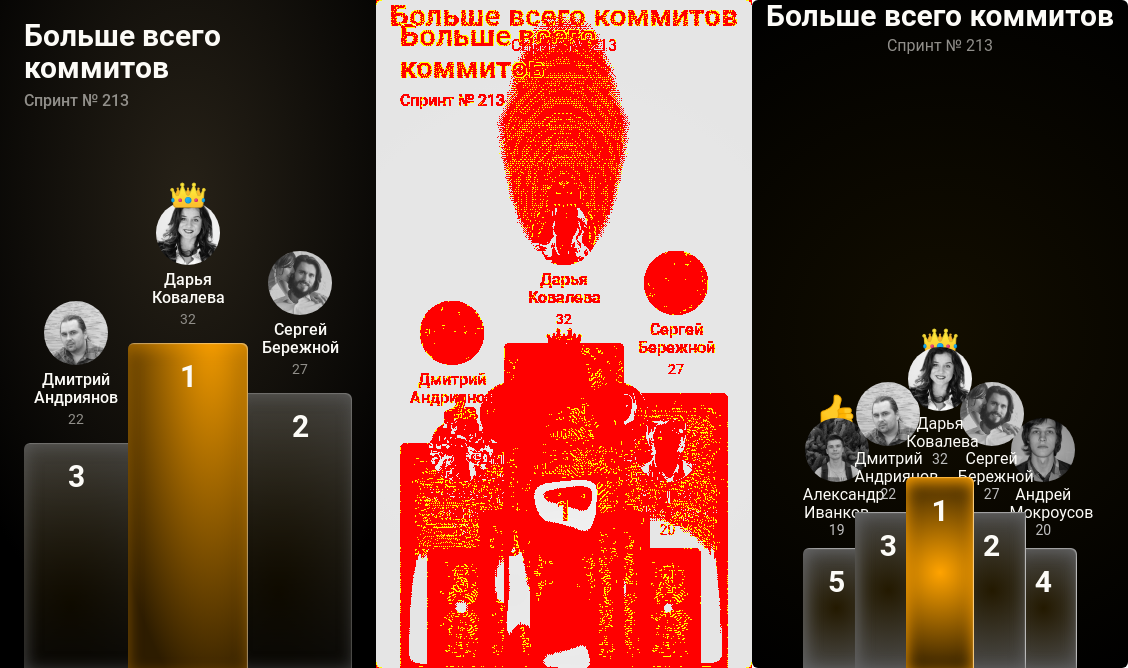 Больше всего
коммитов
Спринт № 213
Дарья
Ковалева
32
Сергей
Бережной
27
Дмитрий
Андриянов
22
1
2
3
Больше всего коммитов
Больше всего
коммитов
Спринт № 213
Дарья
Ковалева
32
Сергей
Бережной
27
Дмитрий
Андриянов
1
Больше всего коммитов
Спринт № 213
Дарья
Ковалева
32
Дмитрий
Андриянов
22
Сергей
Бережной
27
Александр
Иванков
19
Андрей
Мокроусов
20
1
3
2
5
4